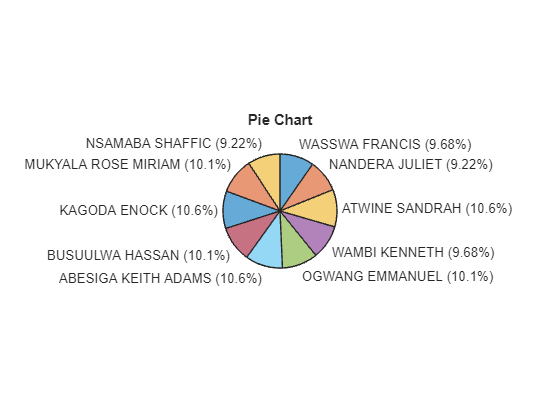 Pie Chart
NSAMABA SHAFFIC (9.22%)
WASSWA FRANCIS (9.68%)
MUKYALA ROSE MIRIAM (10.1%)
NANDERA JULIET (9.22%)
KAGODA ENOCK (10.6%)
ATWINE SANDRAH (10.6%)
BUSUULWA HASSAN (10.1%)
WAMBI KENNETH (9.68%)
ABESIGA KEITH ADAMS (10.6%)
OGWANG EMMANUEL (10.1%)